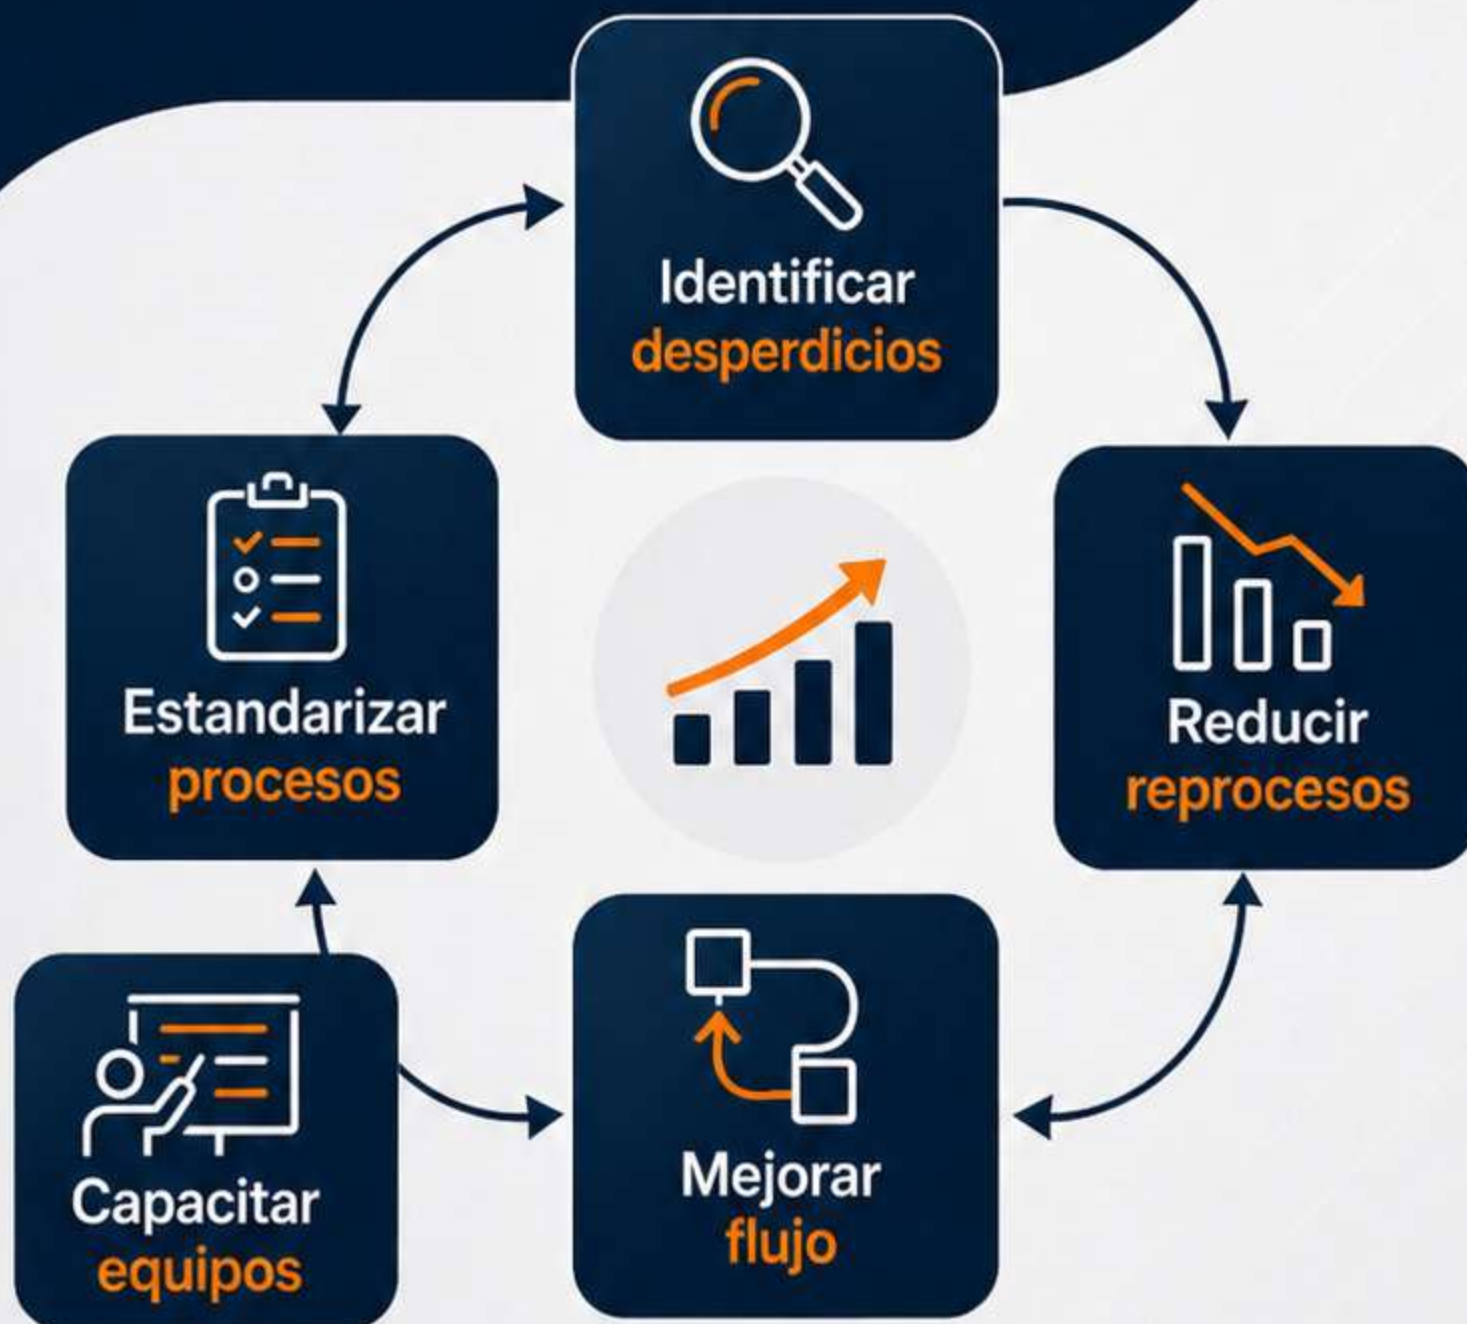 Identificar
desperdicios
Estandarizar
procesos
Reducir
reprocesos
Capacitar
equipos
Mejorar
flujo